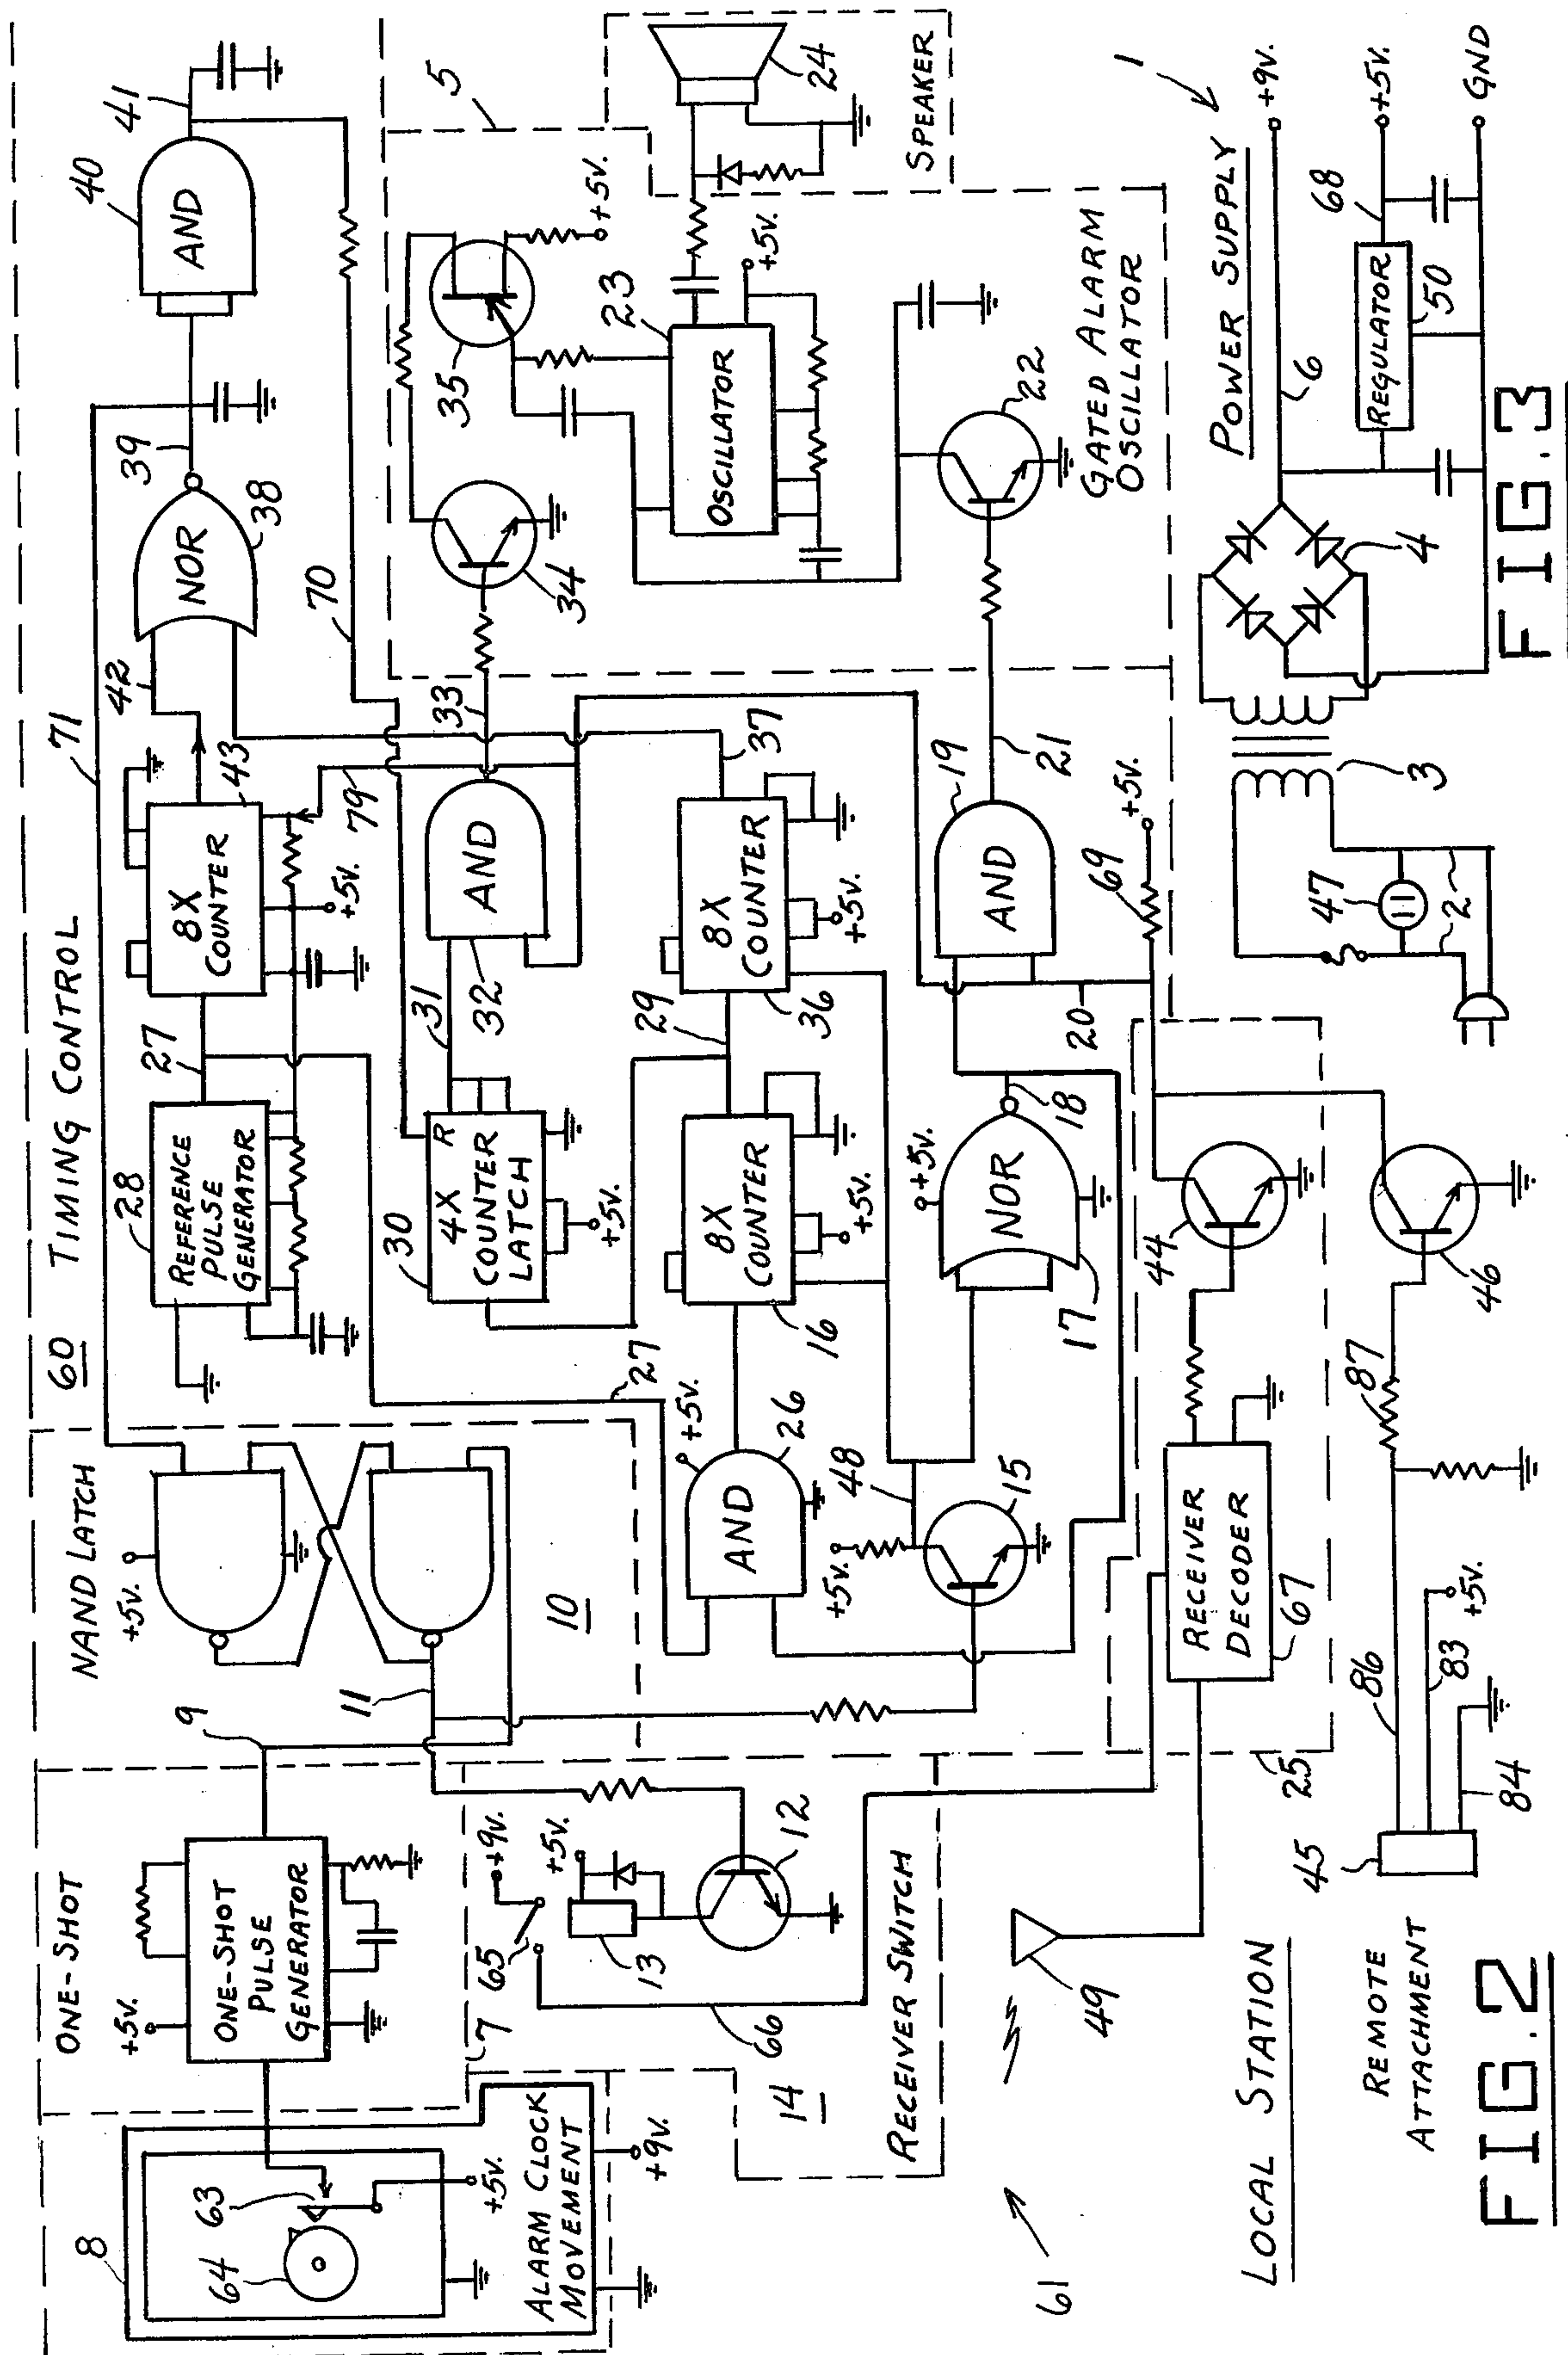 ONE-SHOT
+5V.
ONE-SHOT
PULSE
GENERATOR
9
7
8
64
63
+5V.
ALARM CLOCK
MOVEMENT
+9V.
14
RECEIVER SWITCH
65
+9V.
+5V.
13
12
66
NAND LATCH
+5V.
11
10
60
TIMING CONTROL
71
28
REFERENCE
PULSE
GENERATOR
27
8X
COUNTER
43
+5V.
79
42
NOR
38
39
40
AND
41
70
30
4X
COUNTER
LATCH
R
+5V.
31
32
AND
33
27
+5V.
AND
26
16
8X
COUNTER
+5V.
29
36
8X
COUNTER
+5V.
37
48
+5V.
15
+5V.
NOR
17
18
19
AND
20
21
69
+5V.
5
34
35
+5V.
23
OSCILLATOR
+5V.
22
GATED ALARM
OSCILLATOR
24
SPEAKER
61
49
25
RECEIVER
DECODER
67
44
46
87
86
83
+5V.
84
45
LOCAL STATION
REMOTE
ATTACHMENT
FIG.2
POWER SUPPLY
1
+9V.
+5V.
GND
6
68
REGULATOR
50
4
3
47
2
2
FIG.3